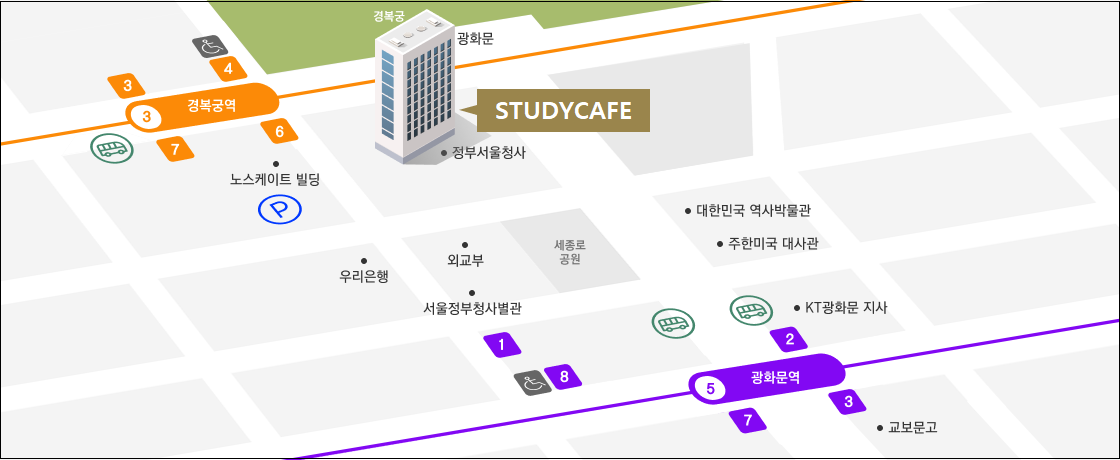 경복궁
광화문
4
3
STUDYCAFE
경복궁역
3
6
7
정부서울청사
노스케이트 빌딩
P
대한민국 역사박물관
주한미국 대사관
세종로
공원
외교부
우리은행
서울정부청사별관
KT광화문 지사
1
2
8
광화문역
5
3
7
교보문고